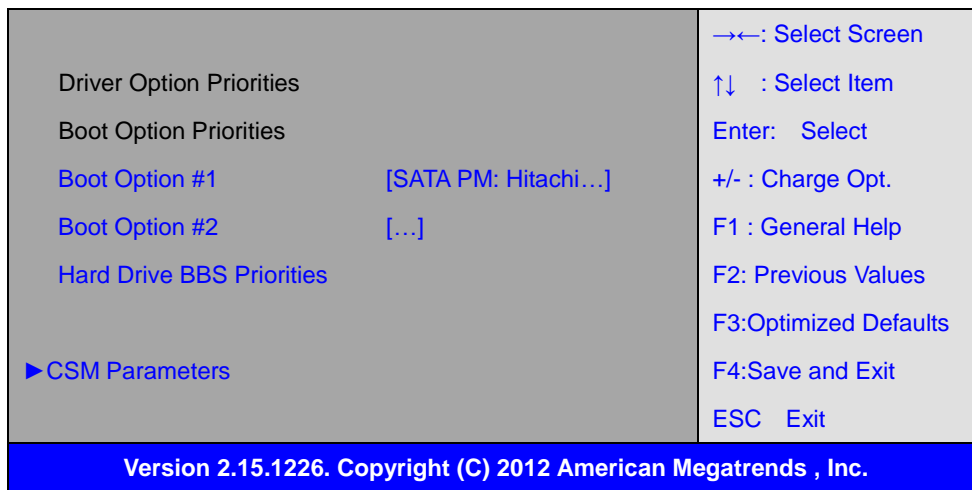 Driver Option Priorities
Boot Option Priorities
Boot Option #1 [SATA PM: Hitachi…]
Boot Option #2 […]
Hard Drive BBS Priorities
►CSM Parameters
→←: Select Screen
↑↓ : Select Item
Enter: Select
+/- : Charge Opt.
F1 : General Help
F2: Previous Values
F3:Optimized Defaults
F4:Save and Exit
ESC Exit
Version 2.15.1226. Copyright (C) 2012 American Megatrends , Inc.